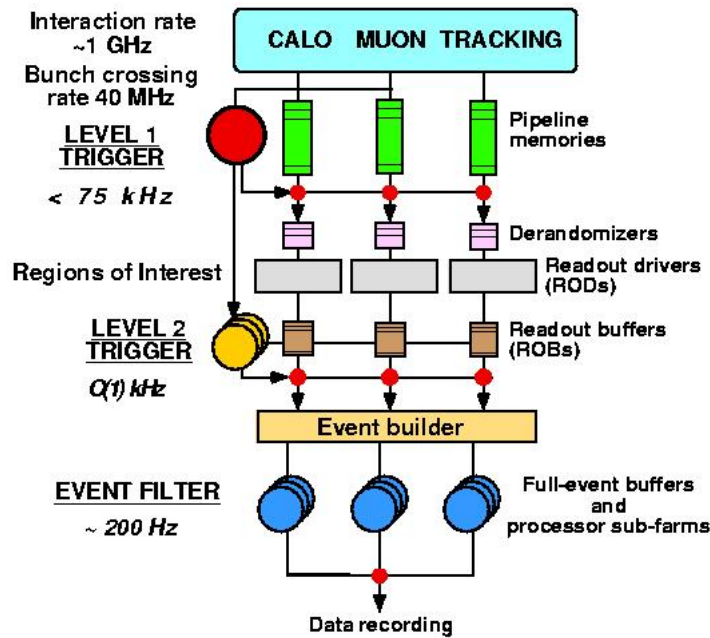 Interaction rate
~1 GHz
CALO MUON TRACKING
Bunch crossing
rate 40 MHz
Pipeline
memories
LEVEL 1
TRIGGER
< 75 kHz
Derandomizers
Regions of Interest
Readout drivers
(RODs)
LEVEL 2
TRIGGER
Readout buffers
(ROBs)
O(1) kHz
Event builder
EVENT FILTER
~ 200 Hz
Full-event buffers
and
processor sub-farms
Data recording